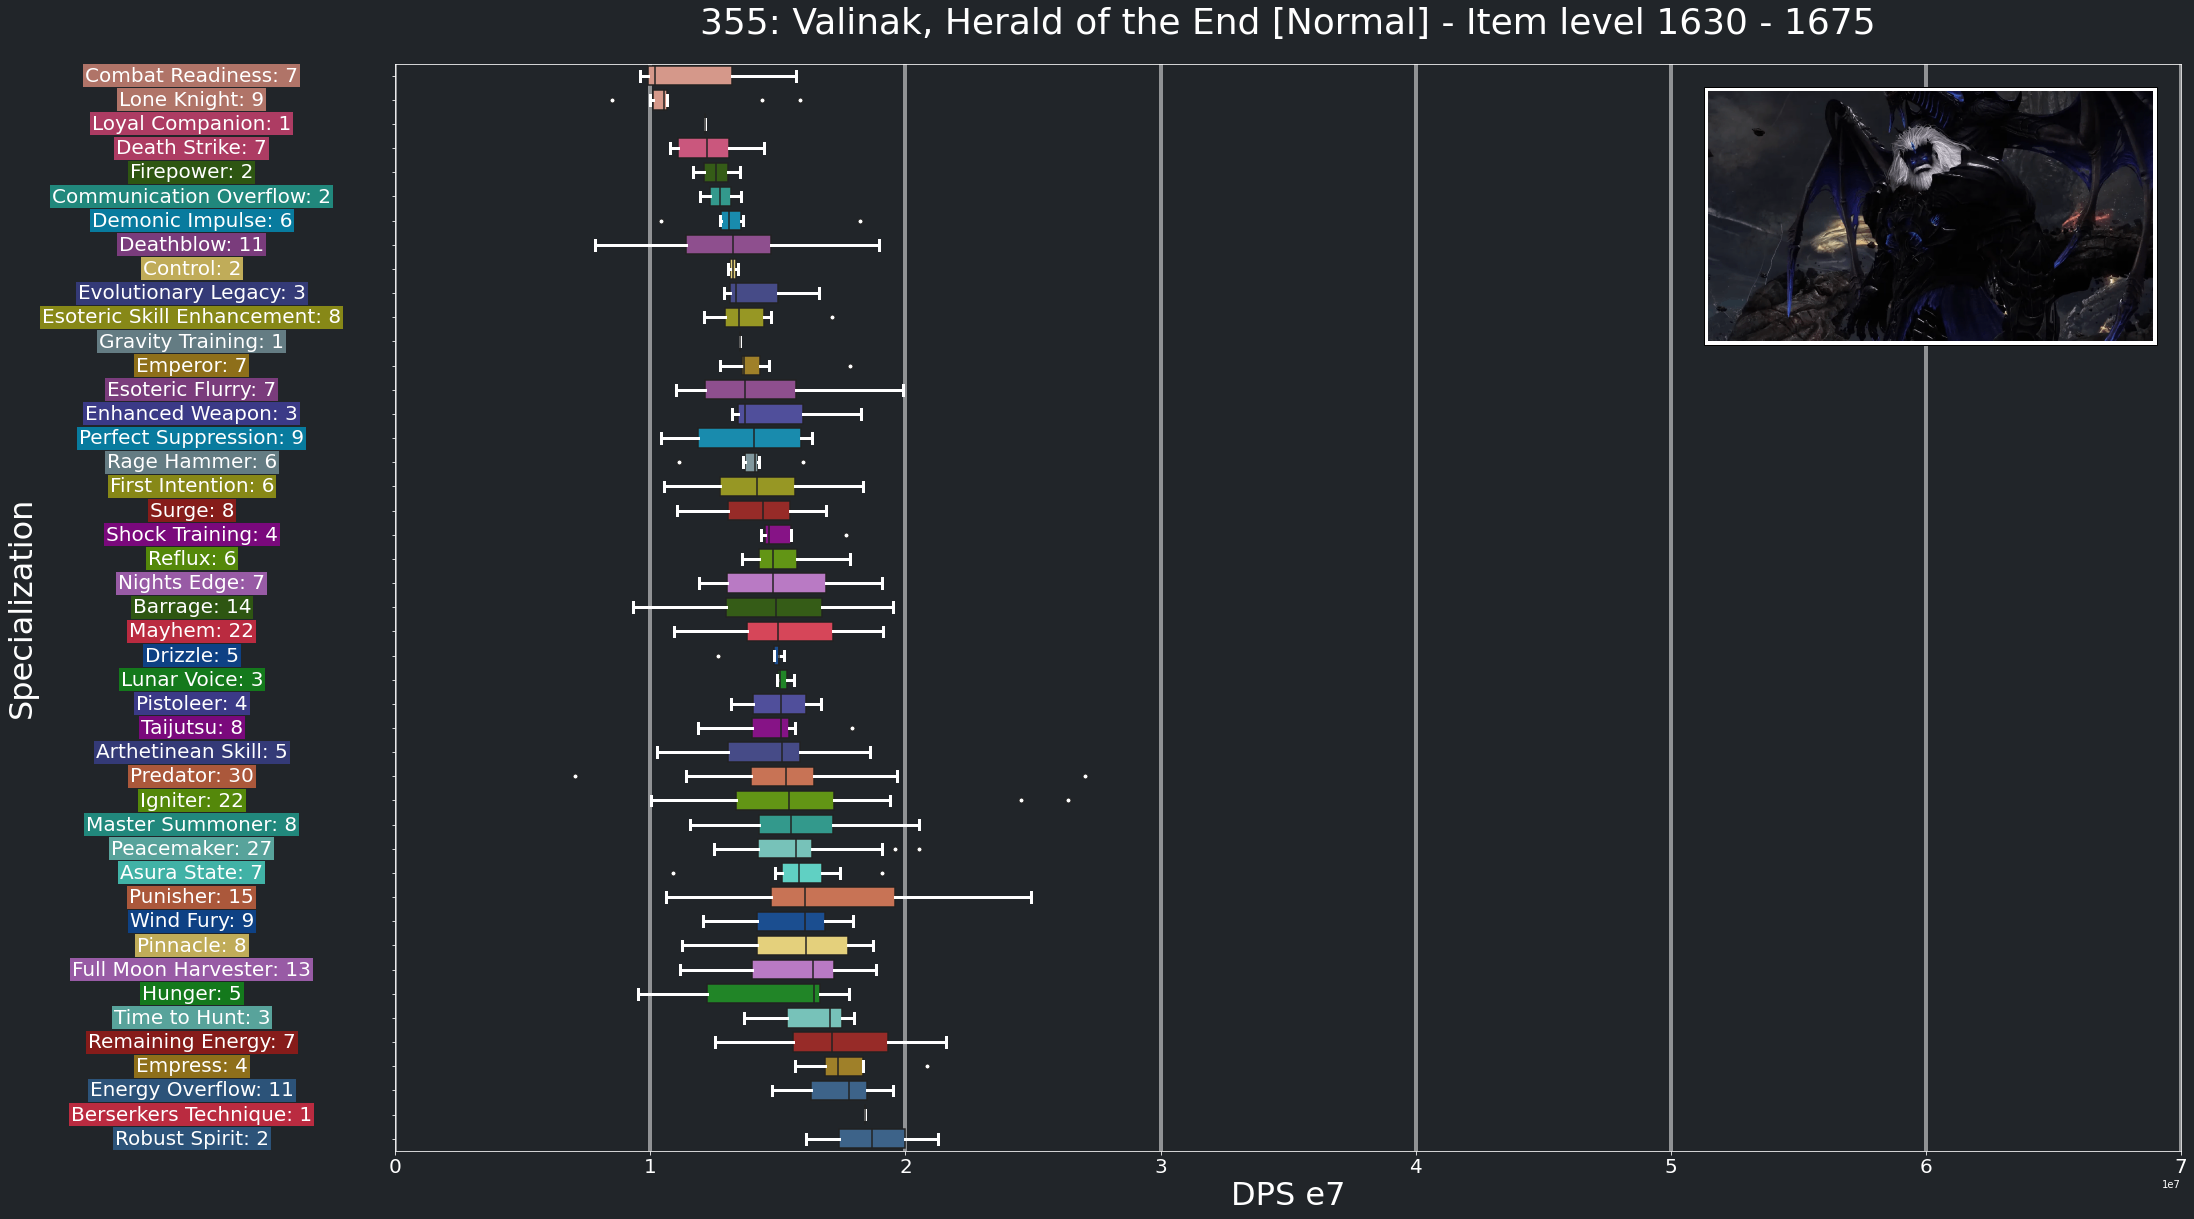 355: Valinak, Herald of the End [Normal] - Item level 1630 - 1675
Combat Readiness: 7
Lone Knight: 9
Loyal Companion: 1
Death Strike: 7
Firepower: 2
Communication Overflow: 2
Demonic Impulse: 6
Deathblow: 11
Control: 2
Evolutionary Legacy: 3
Esoteric Skill Enhancement: 8
Gravity Training: 1
Emperor: 7
Esoteric Flurry: 7
Enhanced Weapon: 3
Perfect Suppression: 9
Rage Hammer: 6
First Intention: 6
Surge: 8
Shock Training: 4
Reflux: 6
Nights Edge: 7
Barrage: 14
Mayhem: 22
Drizzle: 5
Lunar Voice: 3
Pistoleer: 4
Taijutsu: 8
Arthetinean Skill: 5
Predator: 30
Igniter: 22
Master Summoner: 8
Peacemaker: 27
Asura State: 7
Punisher: 15
Wind Fury: 9
Pinnacle: 8
Full Moon Harvester: 13
Hunger: 5
Time to Hunt: 3
Remaining Energy: 7
Empress: 4
Energy Overflow: 11
Berserkers Technique: 1
Robust Spirit: 2
Specialization
0 1 2 3 4 5 6 7
1e7
DPS e7